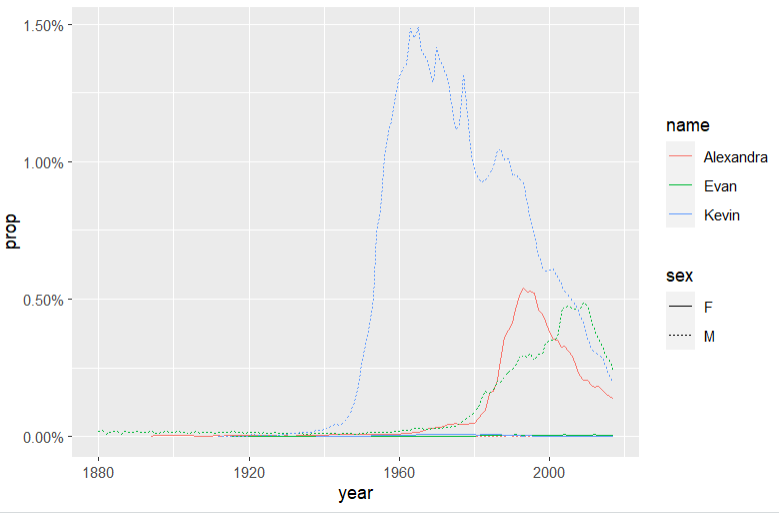 1.50%
1.00%
0.50%
0.00%
prop
1880
1920
1960
2000
year
name
Alexandra
Evan
Kevin
sex
F
M